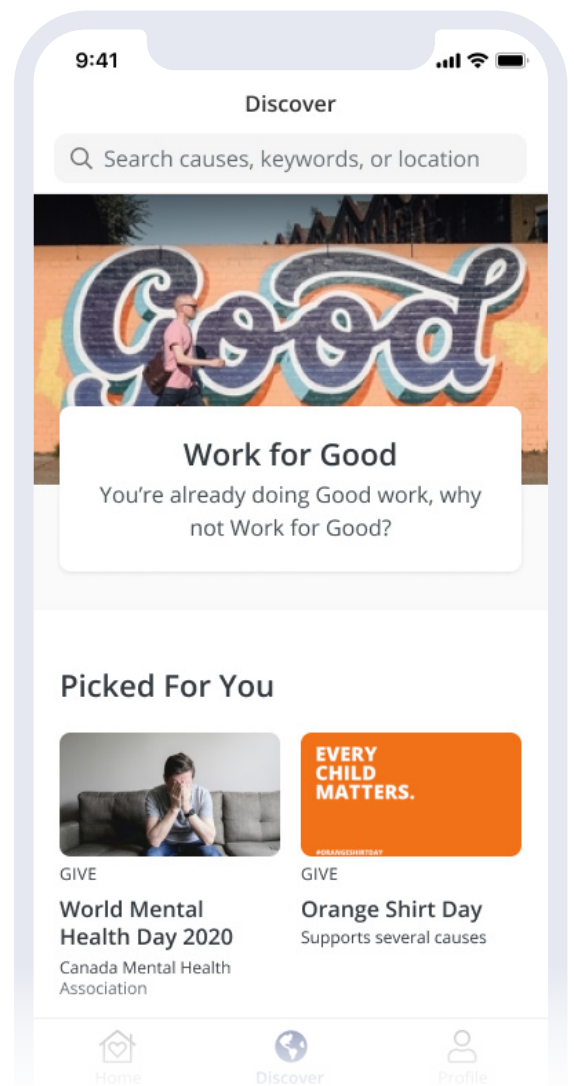 9:41
Discover
Search causes, keywords, or location
Good
Work for Good
You’re already doing Good work, why
not Work for Good?
Picked For You
EVERY
CHILD
MATTERS.
#ORANGESHIRTDAY
GIVE
World Mental
Health Day 2020
Canada Mental Health
Association
GIVE
Orange Shirt Day
Supports several causes
Home
Discover
Profile